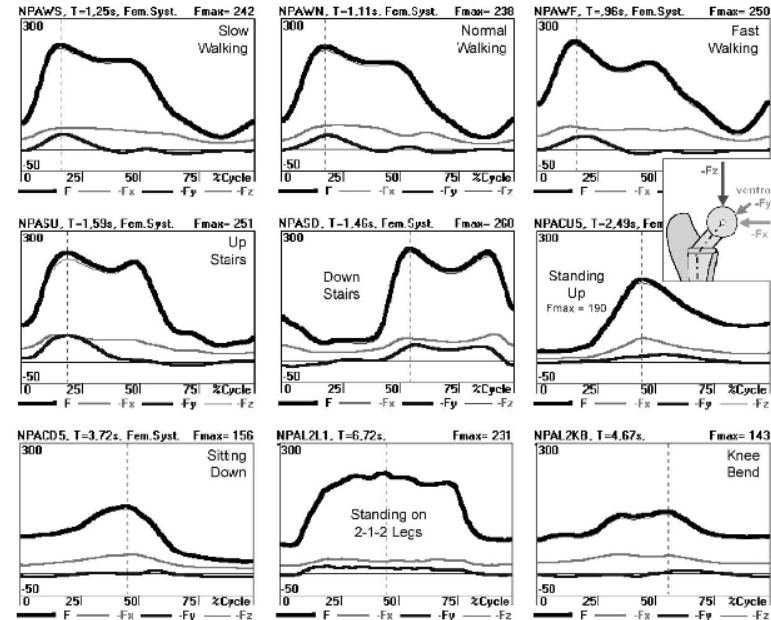 NPAWS, T=1,25s, Fem.Syst. Fmax= 242
300
Slow
Walking
-50
0 25| 50| 75| %Cycle
F -Fx -Fy -Fz
NPAWN, T=1,11s, Fem.Syst. Fmax= 238
300
Normal
Walking
-50
0 25| 50| 75| %Cycle
F -Fx -Fy -Fz
NPAWF, T=,96s, Fem.Syst. Fmax= 250
300
Fast
Walking
-50
0 25| 50| 75| %Cycle
F -Fx -Fy -Fz
-Fz
ventra
-Fy
-Fx
NPASU, T=1,59s, Fem.Syst. Fmax= 251
300
Up
Stairs
-50
0 25| 50| 75| %Cycle
F -Fx -Fy -Fz
NPASD, T=1,46s, Fem.Syst. Fmax= 260
300
Down
Stairs
-50
0 25| 50| 75| %Cycle
F -Fx -Fy -Fz
NPACU5, T=2,49s, Fem
300
Standing
Up
Fmax = 190
-50
0 25| 50| 75| %Cycle
F -Fx -Fy -Fz
NPACD5, T=3,72s, Fem.Syst. Fmax= 156
300
Sitting
Down
-50
0 25| 50| 75| %Cycle
F -Fx -Fy -Fz
NPAL2L1, T=6,72s, Fmax= 231
300
Standing on
2-1-2 Legs
-50
0 25| 50| 75| %Cycle
F -Fx -Fy -Fz
NPAL2KB, T=4,67s, Fmax= 143
300
Knee
Bend
-50
0 25| 50| 75| %Cycle
F -Fx -Fy -Fz